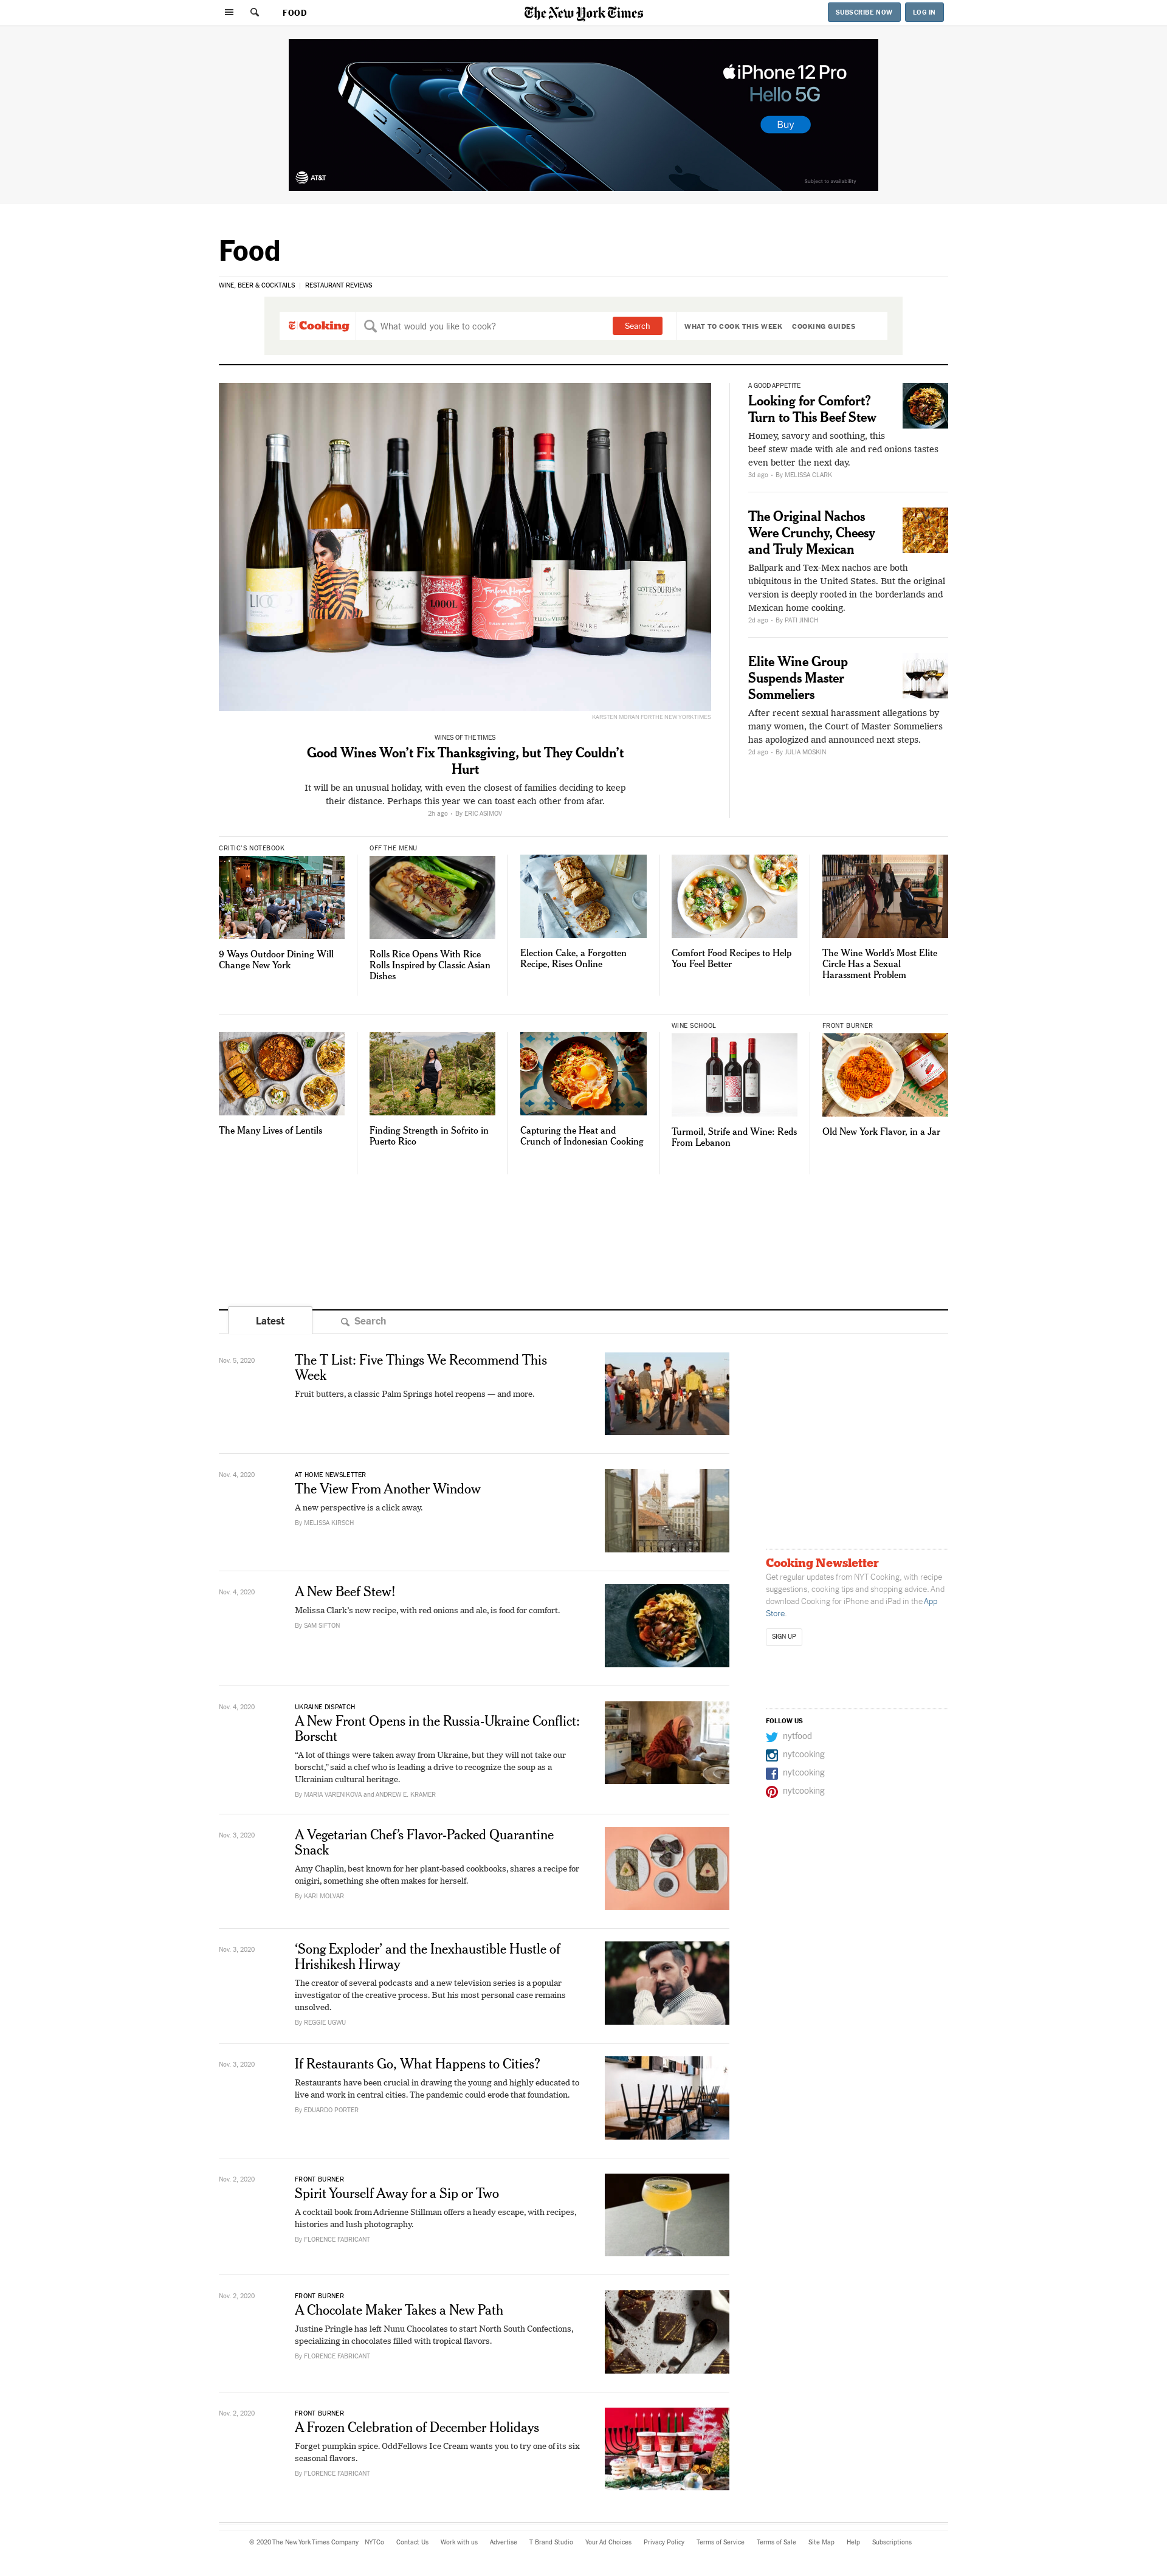 FOOD
The New York Times
SUBSCRIBE NOW
LOG IN
iPhone 12 Pro
Hello 5G
Buy
AT&T
Subject to availability
Food
WINE, BEER & COCKTAILS
RESTAURANT REVIEWS
Cooking
What would you like to cook?
Search
WHAT TO COOK THIS WEEK
COOKING GUIDES
KARSTEN MORAN FOR THE NEW YORK TIMES
WINES OF THE TIMES
Good Wines Won’t Fix Thanksgiving, but They Couldn’t
Hurt
It will be an unusual holiday, with even the closest of families deciding to keep
their distance. Perhaps this year we can toast each other from afar.
2h ago • By ERIC ASIMOV
A GOOD APPETITE
Looking for Comfort?
Turn to This Beef Stew
Homey, savory and soothing, this
beef stew made with ale and red onions tastes
even better the next day.
3d ago • By MELISSA CLARK
The Original Nachos
Were Crunchy, Cheesy
and Truly Mexican
Ballpark and Tex-Mex nachos are both
ubiquitous in the United States. But the original
version is deeply rooted in the borderlands and
Mexican home cooking.
2d ago • By PATI JINICH
Elite Wine Group
Suspends Master
Sommeliers
After recent sexual harassment allegations by
many women, the Court of Master Sommeliers
has apologized and announced next steps.
2d ago • By JULIA MOSKIN
CRITIC’S NOTEBOOK
9 Ways Outdoor Dining Will
Change New York
OFF THE MENU
Rolls Rice Opens With Rice
Rolls Inspired by Classic Asian
Dishes
Election Cake, a Forgotten
Recipe, Rises Online
Comfort Food Recipes to Help
You Feel Better
The Wine World’s Most Elite
Circle Has a Sexual
Harassment Problem
The Many Lives of Lentils
Finding Strength in Sofrito in
Puerto Rico
Capturing the Heat and
Crunch of Indonesian Cooking
WINE SCHOOL
Turmoil, Strife and Wine: Reds
From Lebanon
FRONT BURNER
Old New York Flavor, in a Jar
Latest
Search
Nov. 5, 2020
The T List: Five Things We Recommend This
Week
Fruit butters, a classic Palm Springs hotel reopens — and more.
Nov. 4, 2020
AT HOME NEWSLETTER
The View From Another Window
A new perspective is a click away.
By MELISSA KIRSCH
Nov. 4, 2020
A New Beef Stew!
Melissa Clark’s new recipe, with red onions and ale, is food for comfort.
By SAM SIFTON
Nov. 4, 2020
UKRAINE DISPATCH
A New Front Opens in the Russia-Ukraine Conflict:
Borscht
“A lot of things were taken away from Ukraine, but they will not take our
borscht,” said a chef who is leading a drive to recognize the soup as a
Ukrainian cultural heritage.
By MARIA VARENIKOVA and ANDREW E. KRAMER
Nov. 3, 2020
A Vegetarian Chef’s Flavor-Packed Quarantine
Snack
Amy Chaplin, best known for her plant-based cookbooks, shares a recipe for
onigiri, something she often makes for herself.
By KARI MOLVAR
Nov. 3, 2020
‘Song Exploder’ and the Inexhaustible Hustle of
Hrishikesh Hirway
The creator of several podcasts and a new television series is a popular
investigator of the creative process. But his most personal case remains
unsolved.
By REGGIE UGWU
Nov. 3, 2020
If Restaurants Go, What Happens to Cities?
Restaurants have been crucial in drawing the young and highly educated to
live and work in central cities. The pandemic could erode that foundation.
By EDUARDO PORTER
Nov. 2, 2020
FRONT BURNER
Spirit Yourself Away for a Sip or Two
A cocktail book from Adrienne Stillman offers a heady escape, with recipes,
histories and lush photography.
By FLORENCE FABRICANT
Nov. 2, 2020
FRONT BURNER
A Chocolate Maker Takes a New Path
Justine Pringle has left Nunu Chocolates to start North South Confections,
specializing in chocolates filled with tropical flavors.
By FLORENCE FABRICANT
Nov. 2, 2020
FRONT BURNER
A Frozen Celebration of December Holidays
Forget pumpkin spice. OddFellows Ice Cream wants you to try one of its six
seasonal flavors.
By FLORENCE FABRICANT
Cooking Newsletter
Get regular updates from NYT Cooking, with recipe
suggestions, cooking tips and shopping advice. And
download Cooking for iPhone and iPad in the App
Store.
SIGN UP
FOLLOW US
nytfood
nytcooking
nytcooking
nytcooking
© 2020 The New York Times Company NYTCo Contact Us Work with us Advertise T Brand Studio Your Ad Choices Privacy Policy Terms of Service Terms of Sale Site Map Help Subscriptions